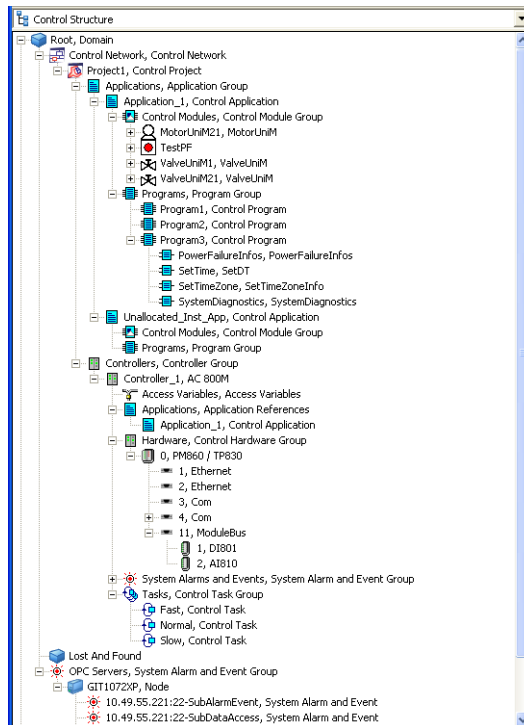 Control Structure
Root, Domain
Control Network, Control Network
Project1, Control Project
Applications, Application Group
Application_1, Control Application
Control Modules, Control Module Group
MotorUniM21, MotorUniM
TestPF
ValveUniM1, ValveUniM
ValveUniM21, ValveUniM
Programs, Program Group
Program1, Control Program
Program2, Control Program
Program3, Control Program
PowerFailureInfos, PowerFailureInfos
SetTime, SetDT
SetTimeZone, SetTimeZoneInfo
SystemDiagnostics, SystemDiagnostics
Unallocated_Inst_App, Control Application
Control Modules, Control Module Group
Programs, Program Group
Controllers, Controller Group
Controller_1, AC 800M
Access Variables, Access Variables
Applications, Application References
Application_1, Control Application
Hardware, Control Hardware Group
0, PM860 / TP830
1, Ethernet
2, Ethernet
3, Com
4, Com
11, ModuleBus
1, DI801
2, AI810
System Alarms and Events, System Alarm and Event Group
Tasks, Control Task Group
Fast, Control Task
Normal, Control Task
Slow, Control Task
Lost And Found
OPC Servers, System Alarm and Event Group
GIT1072XP, Node
10.49.55.221:22-SubAlarmEvent, System Alarm and Event
10.49.55.221:22-SubDataAccess, System Alarm and Event